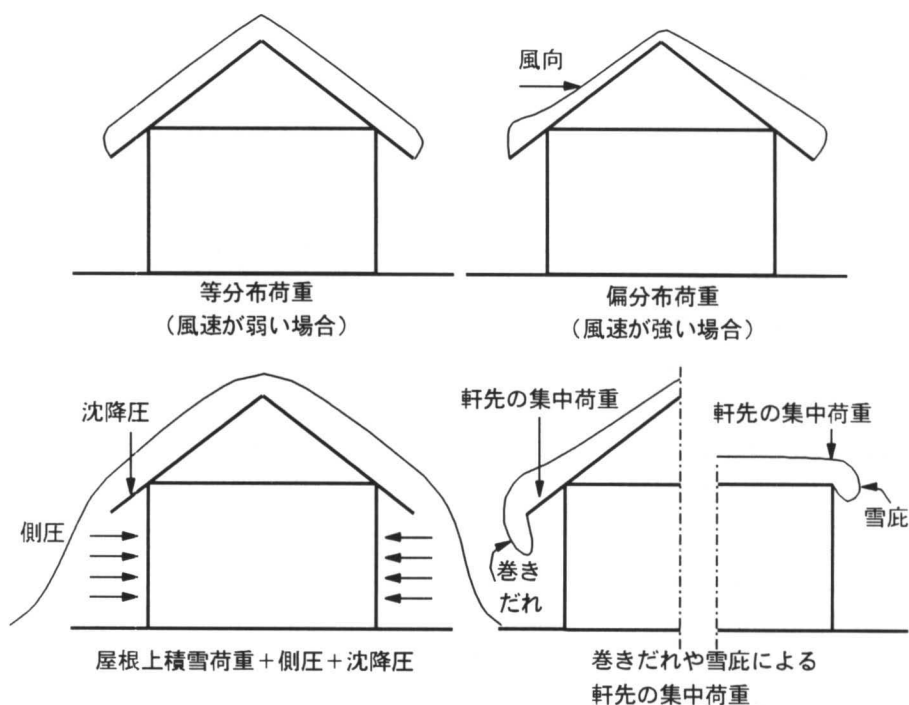 等分布荷重
(風速が弱い場合)
風向
偏分布荷重
(風速が強い場合)
沈降圧
側圧
屋根上積雪荷重＋側圧＋沈降圧
軒先の集中荷重
巻き
だれ
軒先の集中荷重
雪庇
巻きだれや雪庇による
軒先の集中荷重